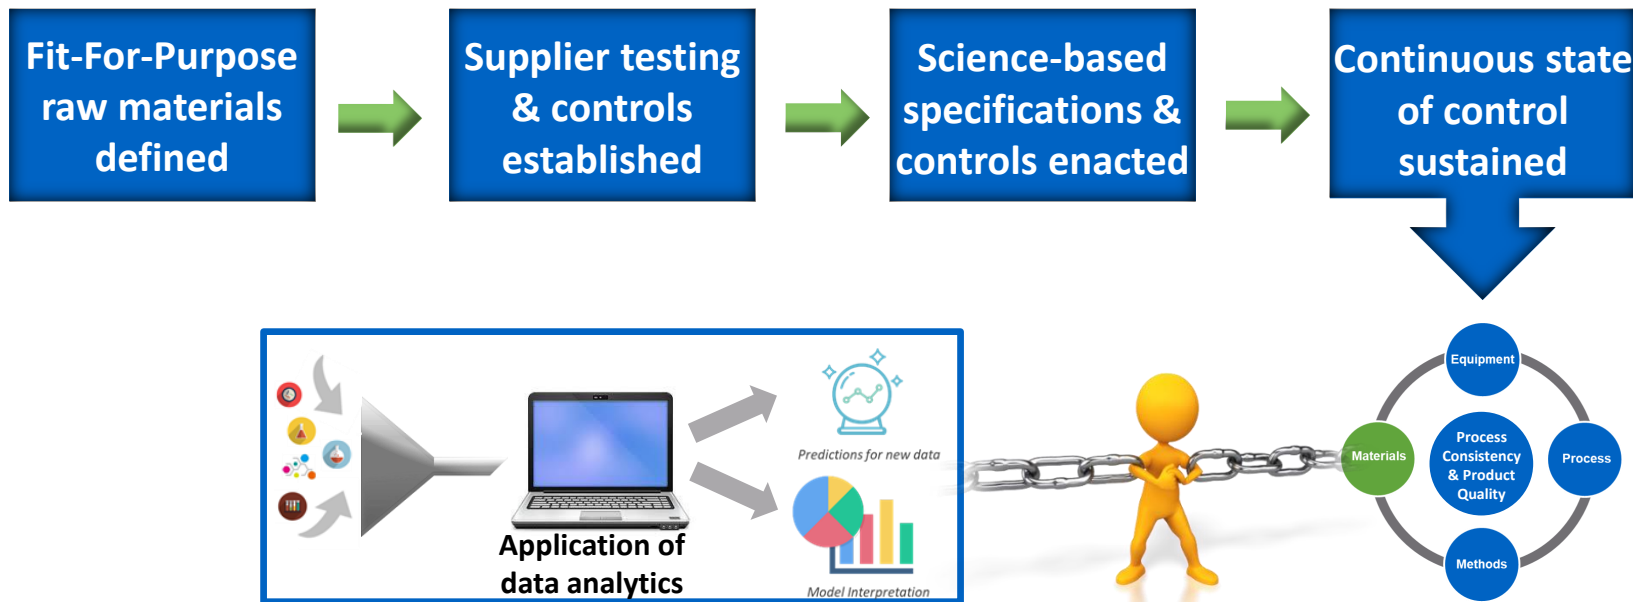 Fit-For-Purpose
raw materials
defined
Supplier testing
& controls
established
Science-based
specifications &
controls enacted
Continuous state
of control
sustained
Predictions for new data
Application of
data analytics
Model Interpretation
Equipment
Materials
Process
Consistency
& Product
Quality
Process
Methods